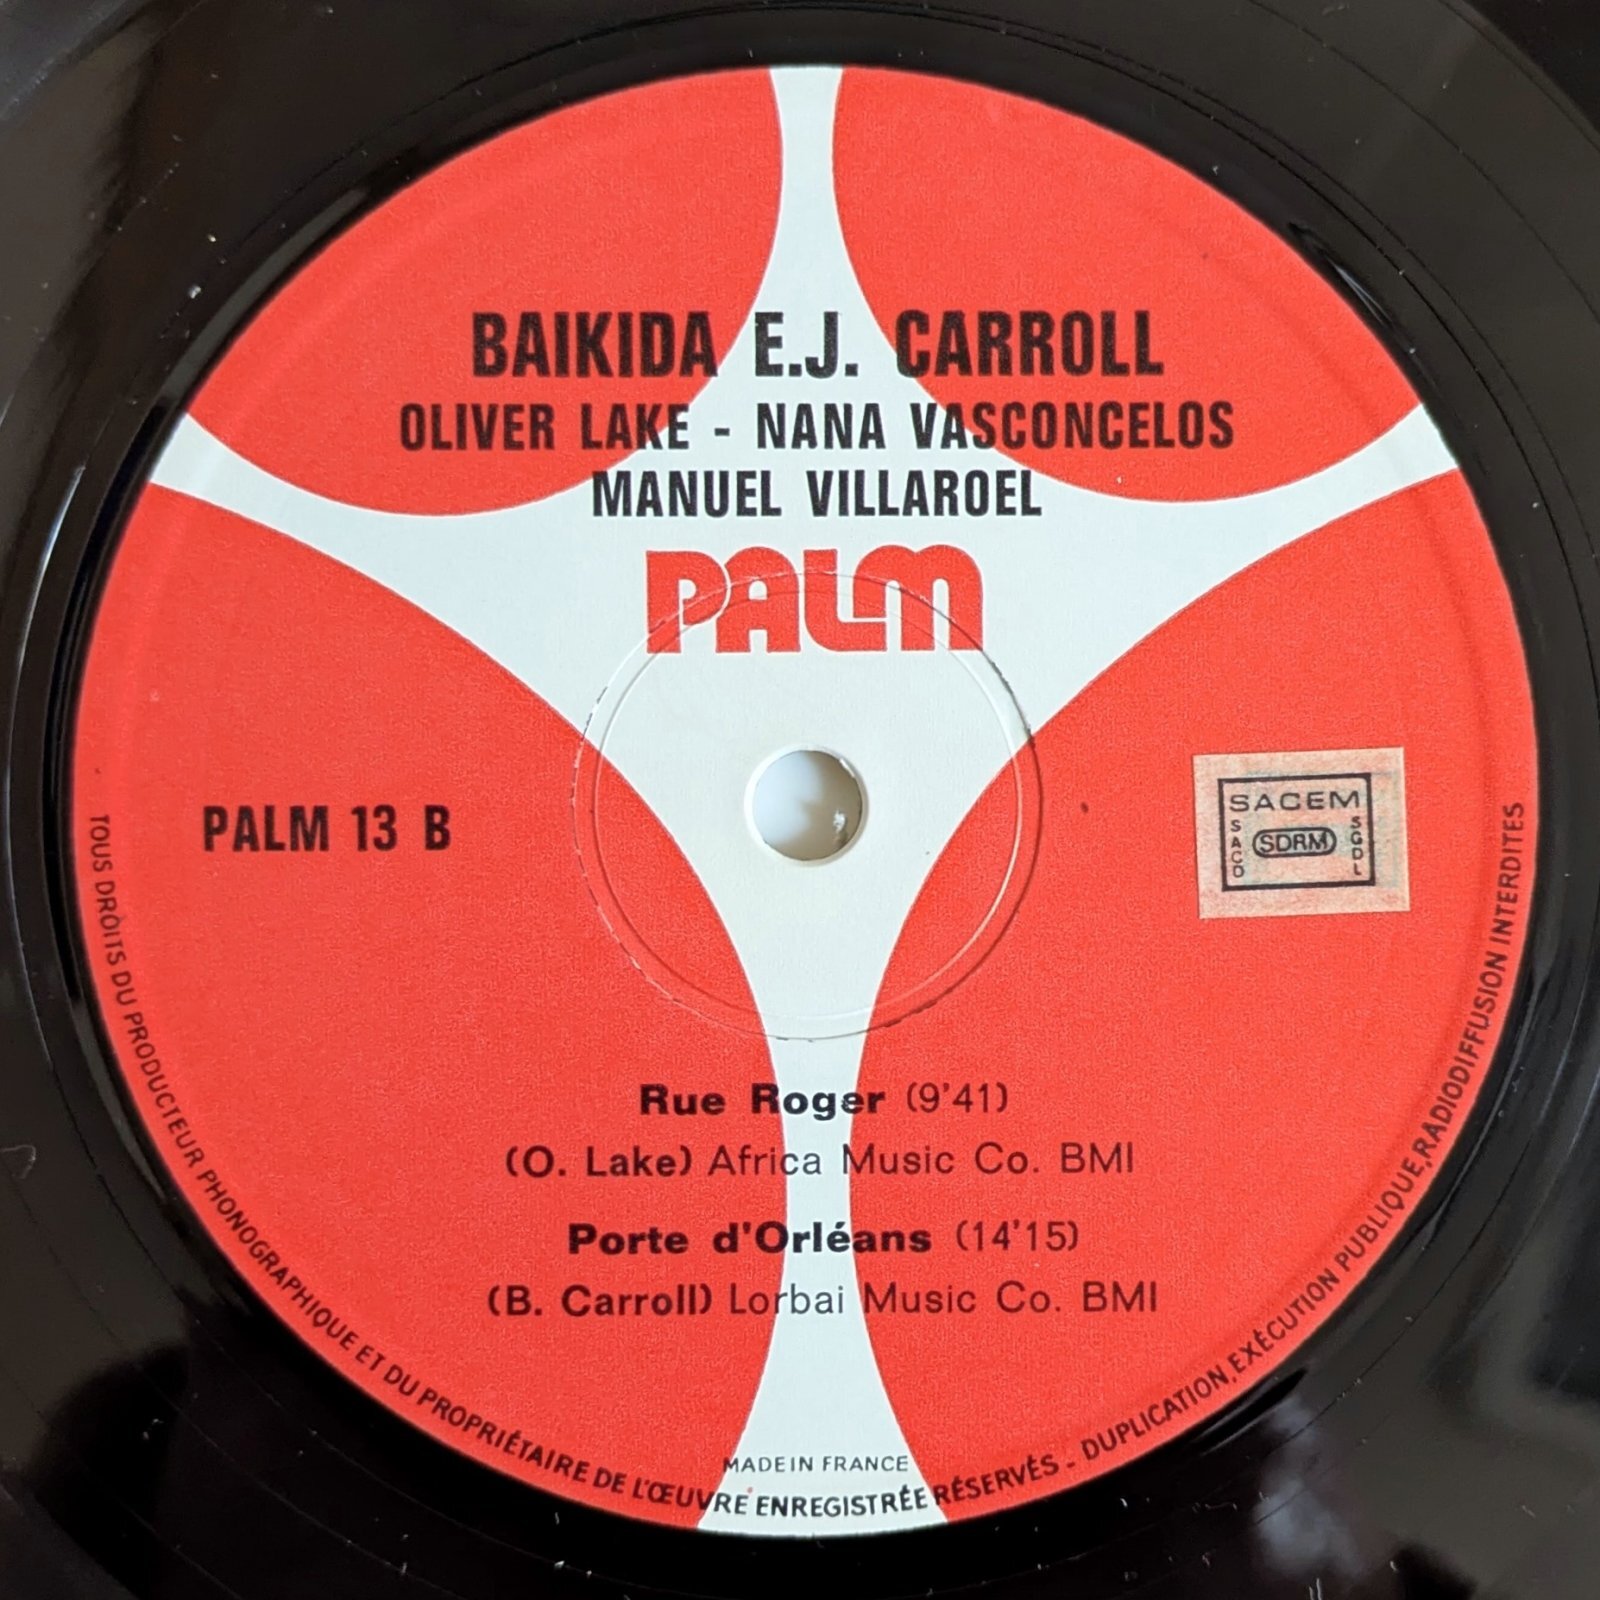 BAIKIDA E.J. CARROLL
OLIVER LAKE - NANA VASCONCELOS
MANUEL VILLAROEL
PALM
PALM 13 B
SACEM
SACD
SDRM
SGDL
Rue Roger (9'41)
(O. Lake) Africa Music Co. BMI
Porte d'Orléans (14'15)
(B. Carroll) Lorbai Music Co. BMI
MADE IN FRANCE
TOUS DRÒITS DU PRODUCTEUR PHONOGRAPHIQUE ET DU PROPRIÉTAIRE DE L'ŒUVRE ENREGISTRÉE RÉSERVÉS - DUPLICATION, EXÉCUTION PUBLIQUE, RADIODIFFUSION INTERDITES